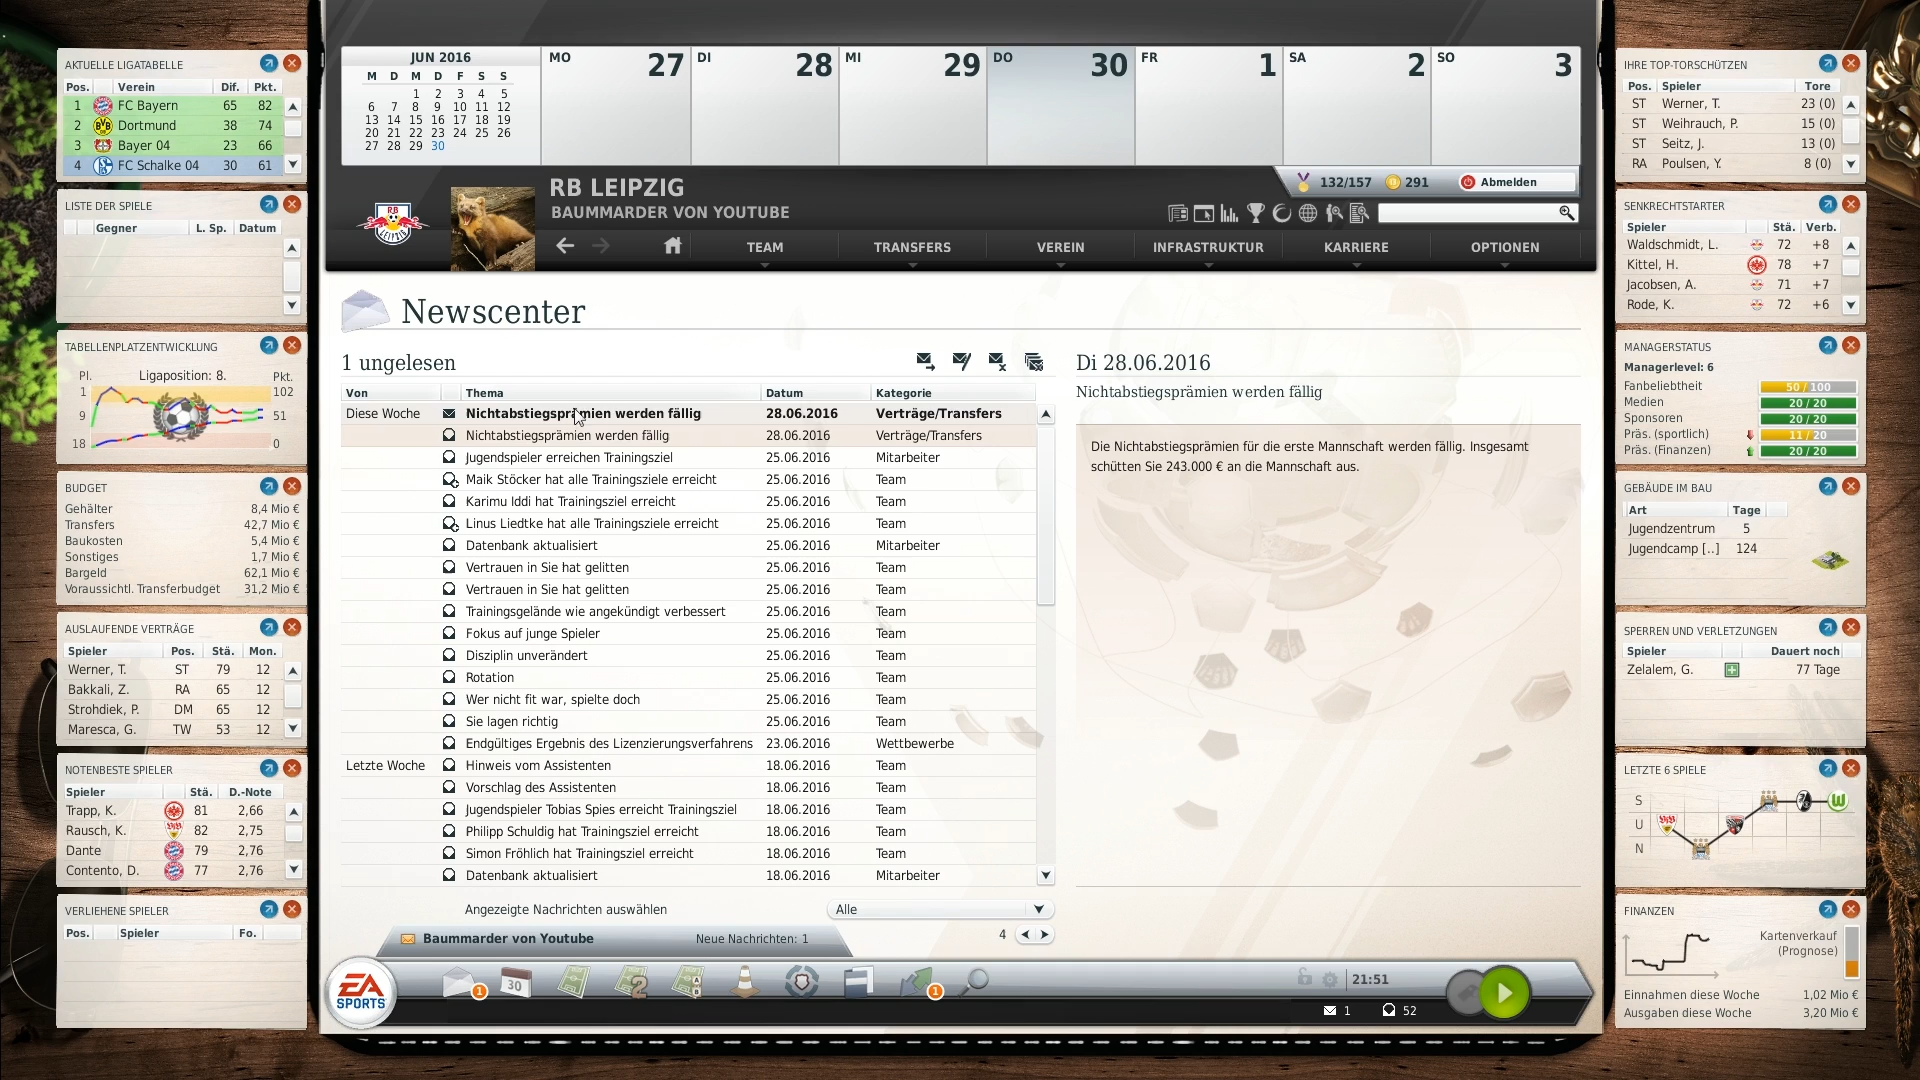 AKTUELLE LIGATABELLE
Pos. Verein Dif. Pkt.
1 FC Bayern 65 82
2 Dortmund 38 74
3 Bayer 04 23 66
4 FC Schalke 04 30 61
LISTE DER SPIELE
Gegner L. Sp. Datum
TABELLENPLATZENTWICKLUNG
Pl. Ligaposition: 8. Pkt.
1 102
9 51
18 0
BUDGET
Gehälter 8,4 Mio €
Transfers 42,7 Mio €
Baukosten 5,4 Mio €
Sonstiges 1,7 Mio €
Bargeld 62,1 Mio €
Voraussichtl. Transferbudget 31,2 Mio €
AUSLAUFENDE VERTRÄGE
Spieler Pos. Stä. Mon.
Werner, T. ST 79 12
Bakkali, Z. RA 65 12
Strohdiek, P. DM 65 12
Maresca, G. TW 53 12
NOTENBESTE SPIELER
Spieler Stä. D.-Note
Trapp, K. 81 2,66
Rausch, K. 82 2,75
Dante 79 2,76
Contento, D. 77 2,76
VERLIEHENE SPIELER
Pos. Spieler Fo.
JUN 2016
M D M D F S S
1 2 3 4 5
6 7 8 9 10 11 12
13 14 15 16 17 18 19
20 21 22 23 24 25 26
27 28 29 30
MO 27 DI 28 MI 29 DO 30 FR 1 SA 2 SO 3
132/157 291 Abmelden
RB LEIPZIG
BAUMMARDER VON YOUTUBE
RB
LEIPZIG
TEAM TRANSFERS VEREIN INFRASTRUKTUR KARRIERE OPTIONEN
Newscenter
1 ungelesen
Von Thema Datum Kategorie
Diese Woche Nichtabstiegsprämien werden fällig 28.06.2016 Verträge/Transfers
Nichtabstiegsprämien werden fällig 28.06.2016 Verträge/Transfers
Jugendspieler erreichen Trainingsziel 25.06.2016 Mitarbeiter
Maik Stöcker hat alle Trainingsziele erreicht 25.06.2016 Team
Karimu Iddi hat Trainingsziel erreicht 25.06.2016 Team
Linus Liedtke hat alle Trainingsziele erreicht 25.06.2016 Team
Datenbank aktualisiert 25.06.2016 Mitarbeiter
Vertrauen in Sie hat gelitten 25.06.2016 Team
Vertrauen in Sie hat gelitten 25.06.2016 Team
Trainingsgelände wie angekündigt verbessert 25.06.2016 Team
Fokus auf junge Spieler 25.06.2016 Team
Disziplin unverändert 25.06.2016 Team
Rotation 25.06.2016 Team
Wer nicht fit war, spielte doch 25.06.2016 Team
Sie lagen richtig 25.06.2016 Team
Endgültiges Ergebnis des Lizenzierungsverfahrens 23.06.2016 Wettbewerbe
Letzte Woche Hinweis vom Assistenten 18.06.2016 Team
Vorschlag des Assistenten 18.06.2016 Team
Jugendspieler Tobias Spies erreicht Trainingsziel 18.06.2016 Team
Philipp Schuldig hat Trainingsziel erreicht 18.06.2016 Team
Simon Fröhlich hat Trainingsziel erreicht 18.06.2016 Team
Datenbank aktualisiert 18.06.2016 Mitarbeiter
Angezeigte Nachrichten auswählen Alle
4
Baummarder von Youtube Neue Nachrichten: 1
Di 28.06.2016
Nichtabstiegsprämien werden fällig
Die Nichtabstiegsprämien für die erste Mannschaft werden fällig. Insgesamt
schütten Sie 243.000 € an die Mannschaft aus.
EA
SPORTS
1 30 2 1
21:51
1 52
IHRE TOP-TORSCHÜTZEN
Pos. Spieler Tore
ST Werner, T. 23 (0)
ST Weihrauch, P. 15 (0)
ST Seitz, J. 13 (0)
RA Poulsen, Y. 8 (0)
SENKRECHTSTARTER
Spieler Stä. Verb.
Waldschmidt, L. 72 +8
Kittel, H. 78 +7
Jacobsen, A. 71 +7
Rode, K. 72 +6
MANAGERSTATUS
Managerlevel: 6
Fanbeliebtheit 50 / 100
Medien 20 / 20
Sponsoren 20 / 20
Präs. (sportlich) 11 / 20
Präs. (Finanzen) 20 / 20
GEBÄUDE IM BAU
Art Tage
Jugendzentrum 5
Jugendcamp [..] 124
SPERREN UND VERLETZUNGEN
Spieler Dauert noch
Zelalem, G. 77 Tage
LETZTE 6 SPIELE
S
U
N
FINANZEN
Kartenverkauf
(Prognose)
Einnahmen diese Woche 1,02 Mio €
Ausgaben diese Woche 3,20 Mio €